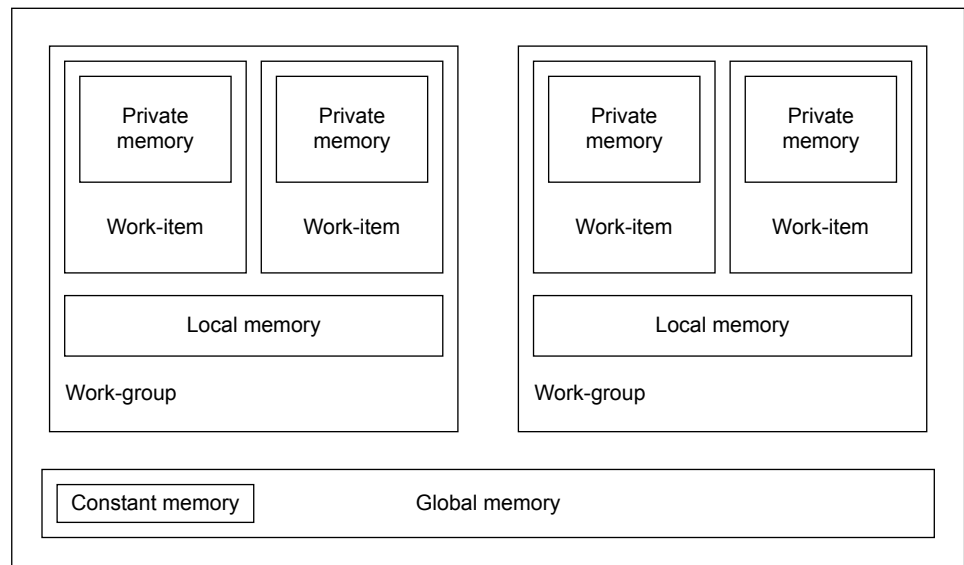 Private
memory
Private
memory
Work-item
Work-item
Local memory
Work-group
Private
memory
Private
memory
Work-item
Work-item
Local memory
Work-group
Constant memory
Global memory